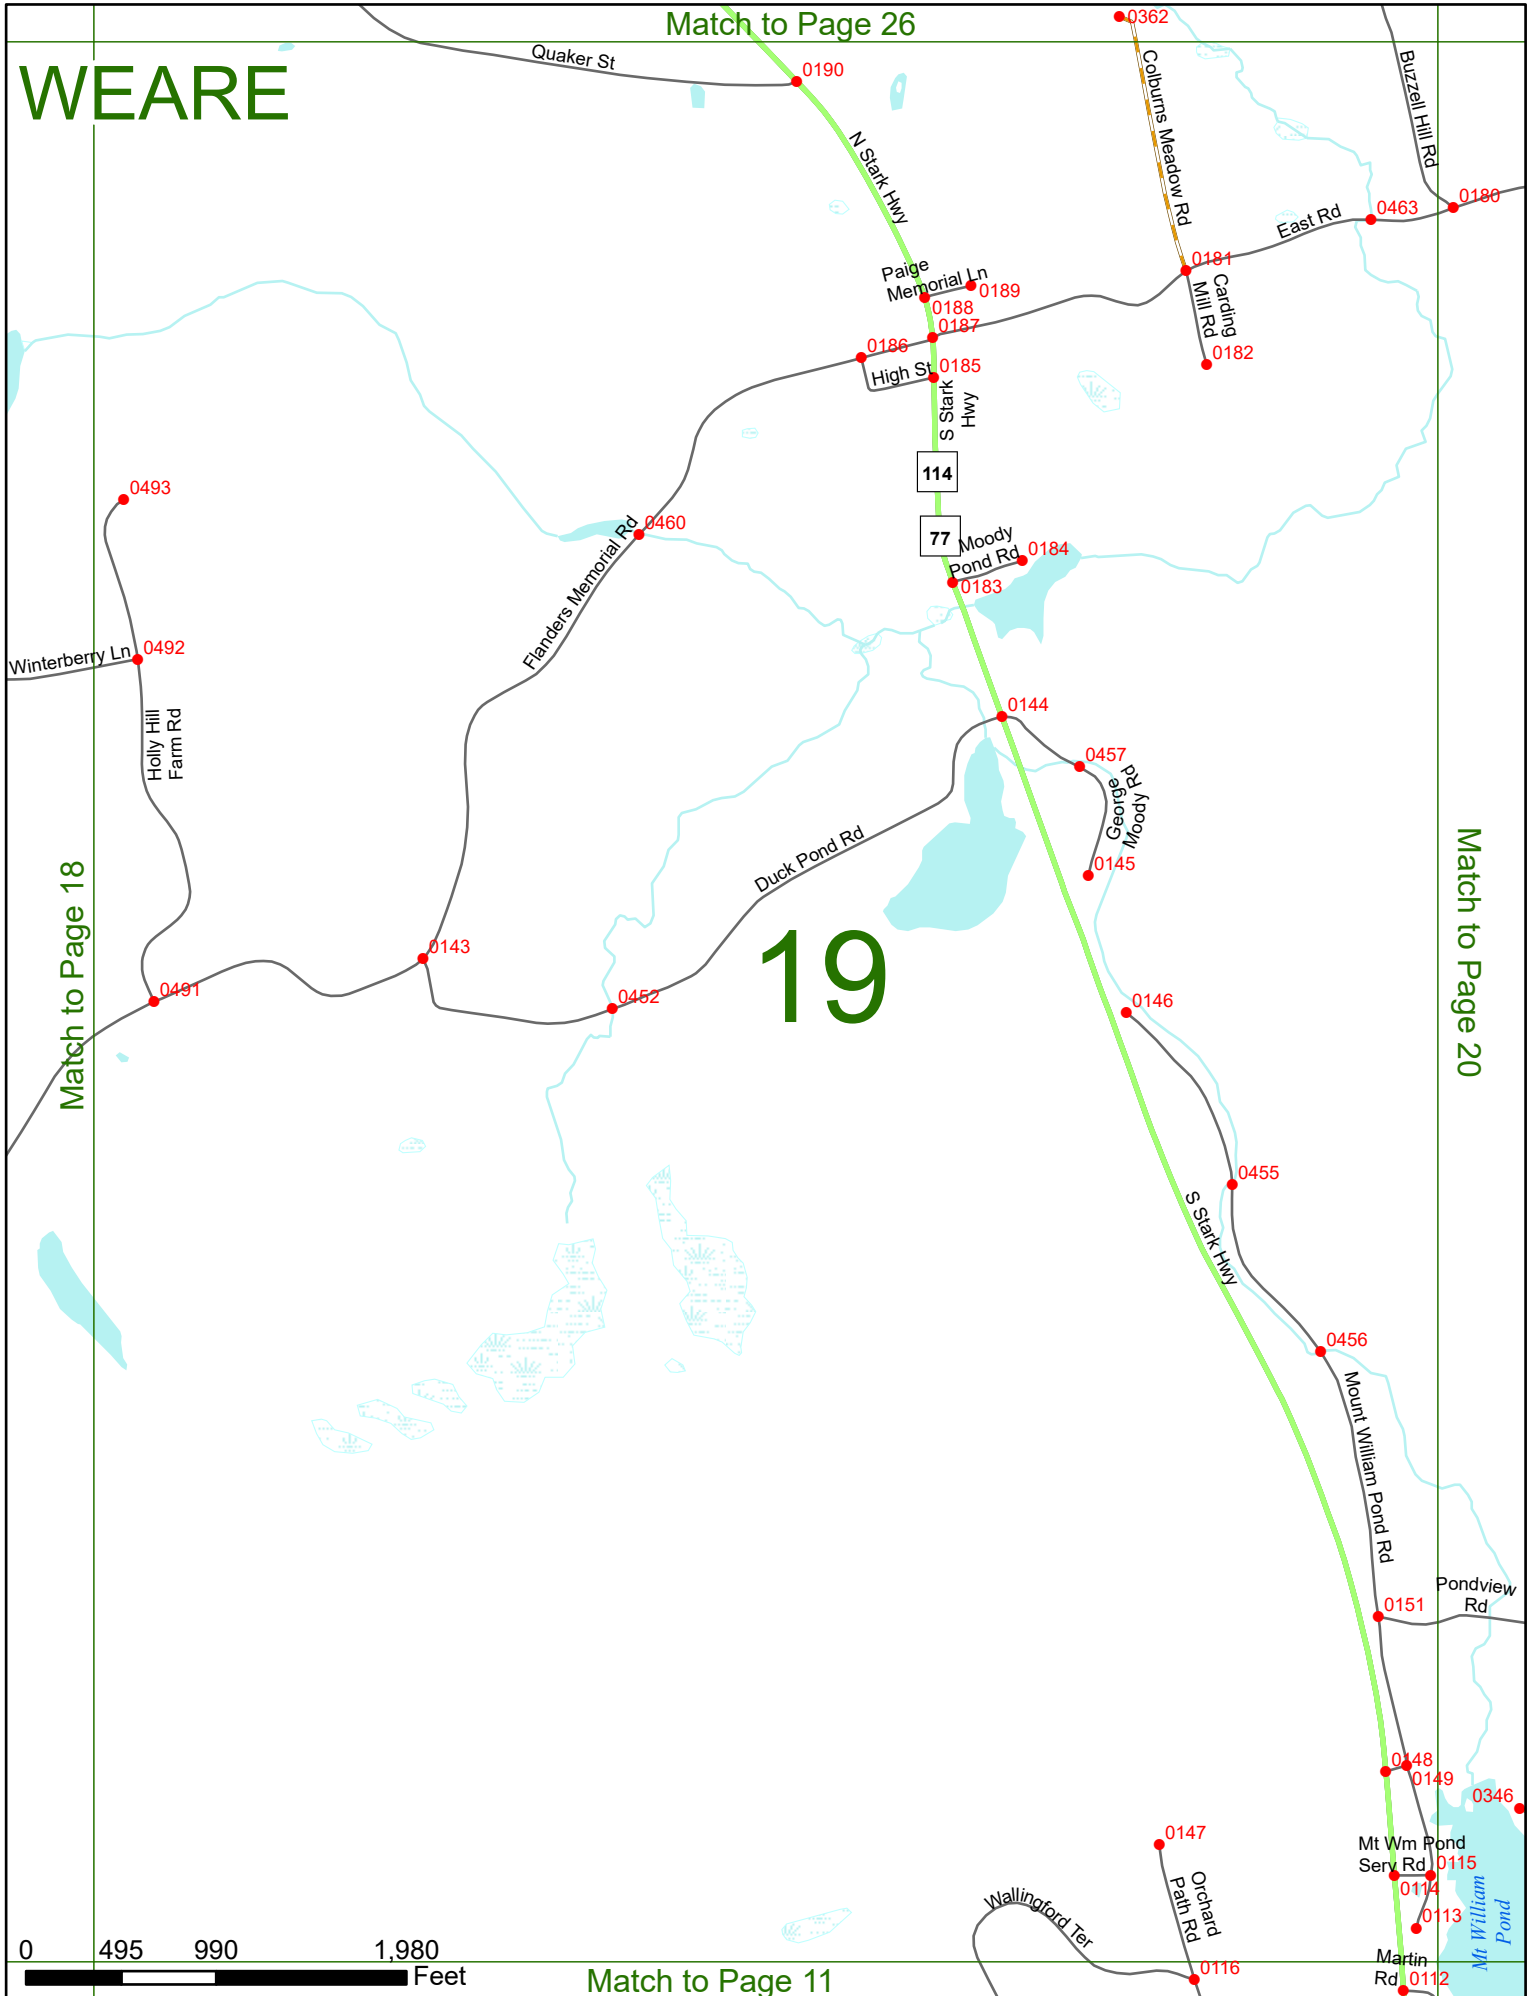 Match to Page 26
0362
WEARE
Quaker St
0190
Buzzell Hill Rd
Colburns Meadow Rd
N Stark Hwy
0463
0180
East Rd
0181
Paige
Memorial Ln
0189
0188
Carding
Mill Rd
0187
0186
0182
High St
0185
S Stark
Hwy
114
0493
0460
77
Moody
Pond Rd
0184
0183
Flanders Memorial Rd
0492
Winterberry Ln
0144
Holly Hill
Farm Rd
0457
George
Moody Rd
Duck Pond Rd
0145
Match to Page 18
Match to Page 20
0143
19
0491
0452
0146
0455
S Stark Hwy
0456
Mount William Pond Rd
Pondview
Rd
0151
0148
0149
0346
0147
Mt Wm Pond
Serv Rd
0115
0114
Orchard
Path Rd
Wallingford Ter
0113
Mt William
Pond
0 495 990 1,980
Feet
Match to Page 11
0116
Martin
Rd
0112